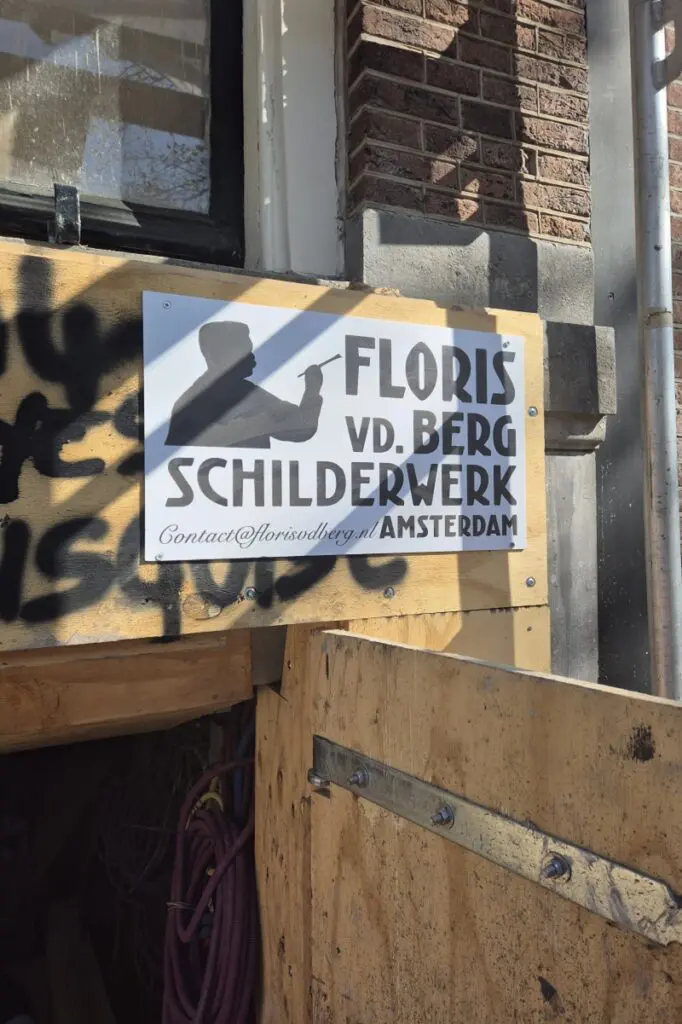 FLORIS
VD. BERG
SCHILDERWERK
Contact@florisvdberg.nl AMSTERDAM